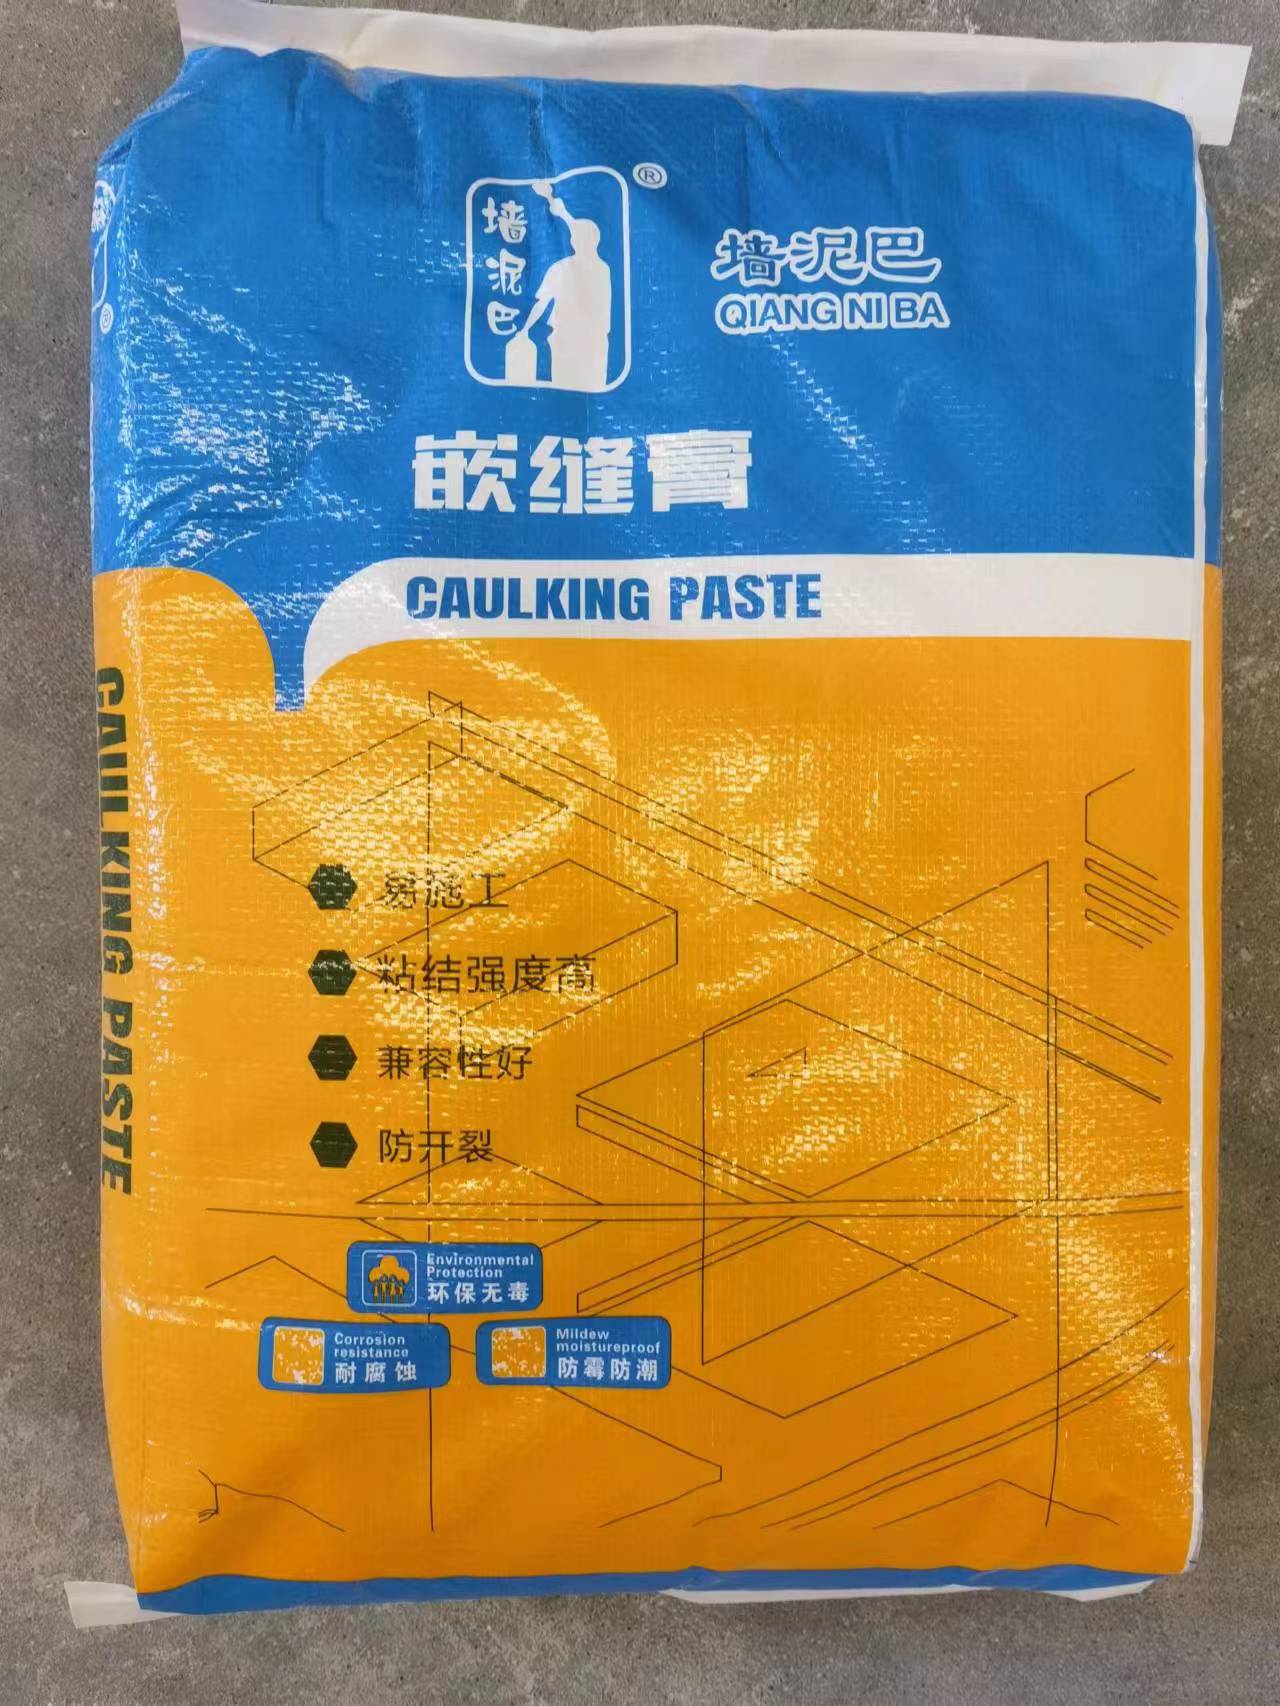 墙泥巴
®
墙泥巴
QIANG NI BA
嵌缝膏
CAULKING PASTE
CAULKING PASTE
易施工
粘结强度高
兼容性好
防开裂
Environmental
Protection
环保无毒
Corrosion
resistance
耐腐蚀
Mildew
moistureproof
防霉防潮
®